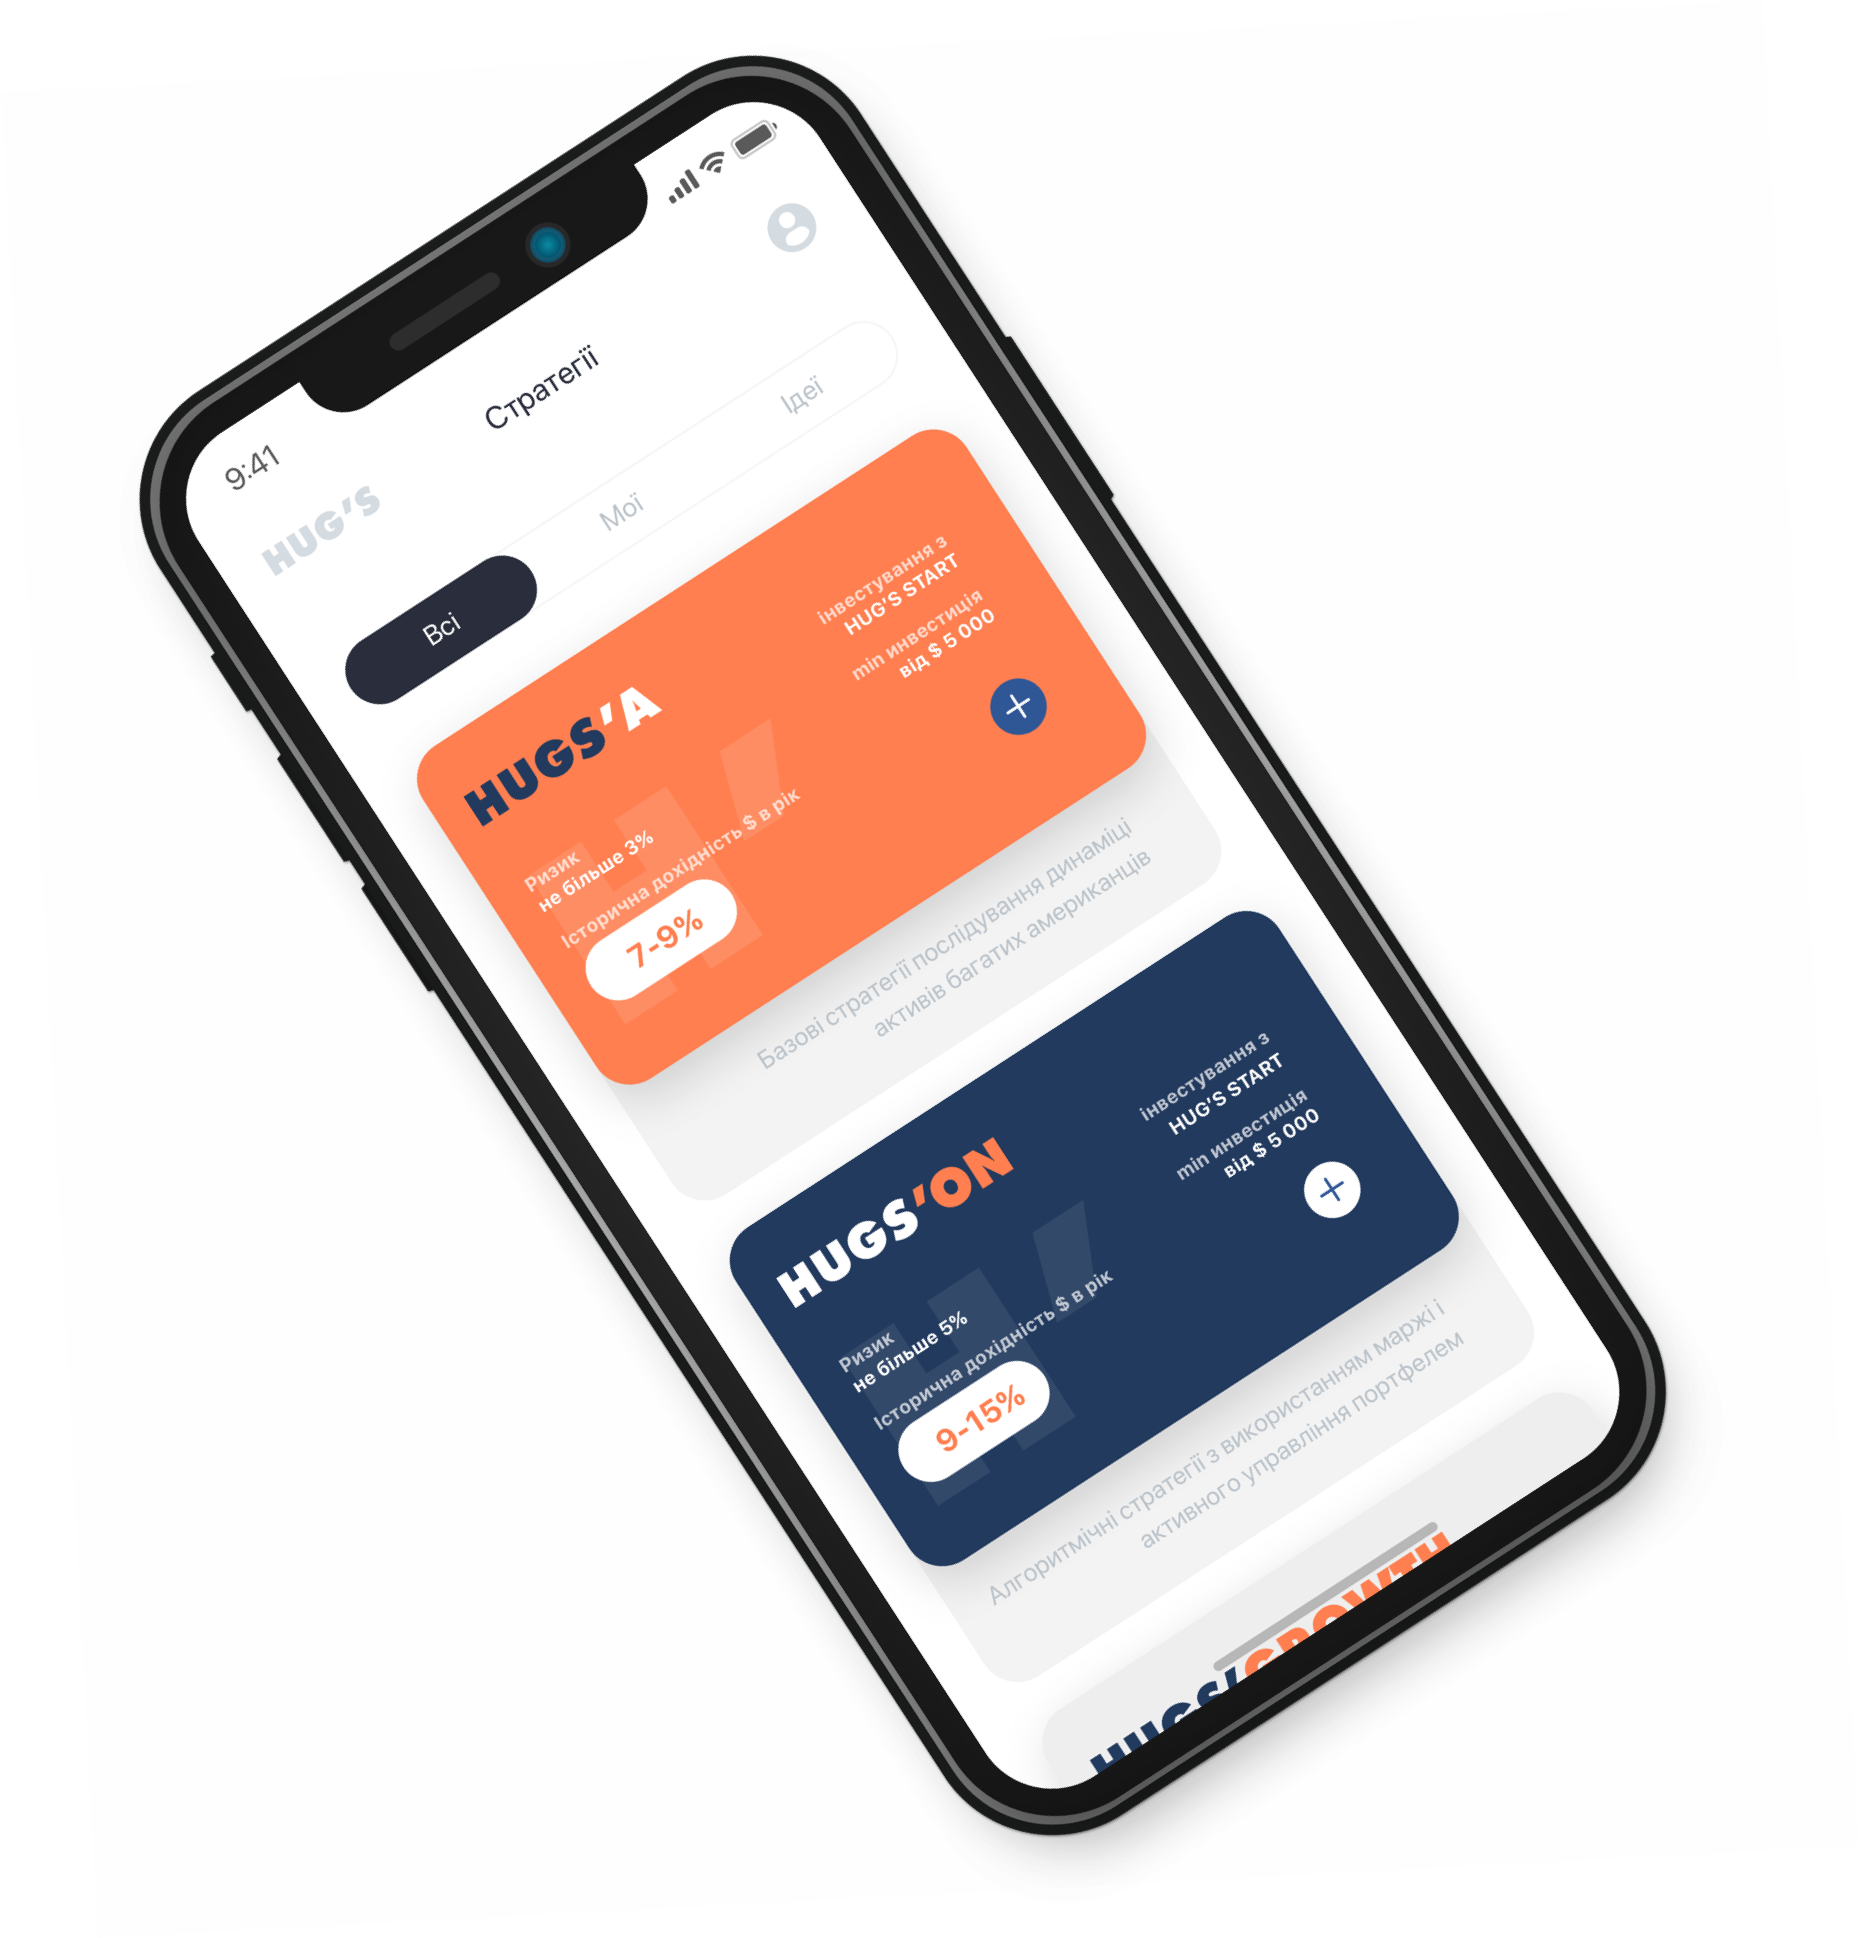 9:41
HUG'S
Стратегії
Всі
Мої
Ідеї
HUGS'A
інвестування з
HUG'S START
min инвестиція
від $ 5 000
Ризик
не більше 3%
Історична дохідність $ в рік
7-9%
Базові стратегії послідування динаміці
активів багатих американців
HUGS'ON
інвестування з
HUG'S START
min инвестиція
від $ 5 000
Ризик
не більше 5%
Історична дохідність $ в рік
9-15%
Алгоритмічні стратегії з використанням маржі і
активного управління портфелем
HUGS'GROWTH